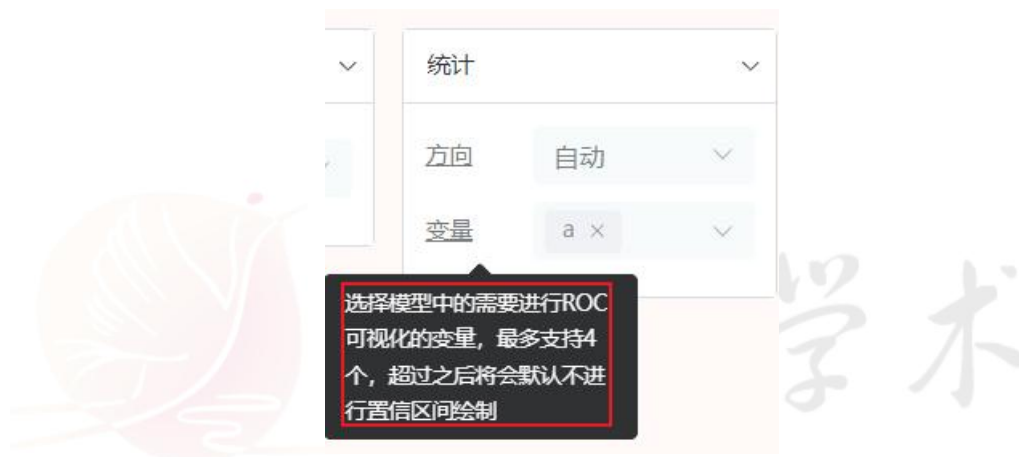 统计
方向
自动
变量
a ×
选择模型中的需要进行ROC
可视化的变量，最多支持4
个，超过之后将会默认不进
行置信区间绘制
学术